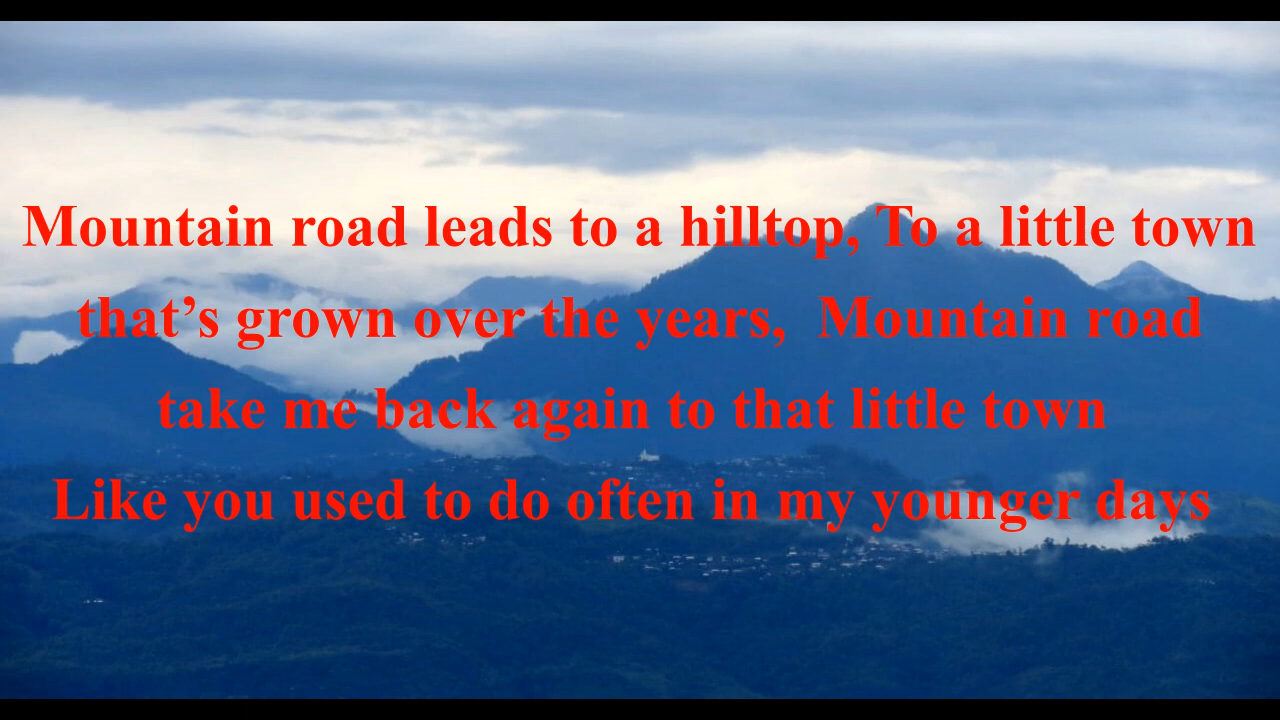 Mountain road leads to a hilltop, To a little town
that’s grown over the years,  Mountain road
take me back again to that little town
Like you used to do often in my younger days